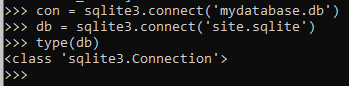 >>> con = sqlite3.connect('mydatabase.db')
>>> db = sqlite3.connect('site.sqlite')
>>> type(db)
<class 'sqlite3.Connection'>
>>>